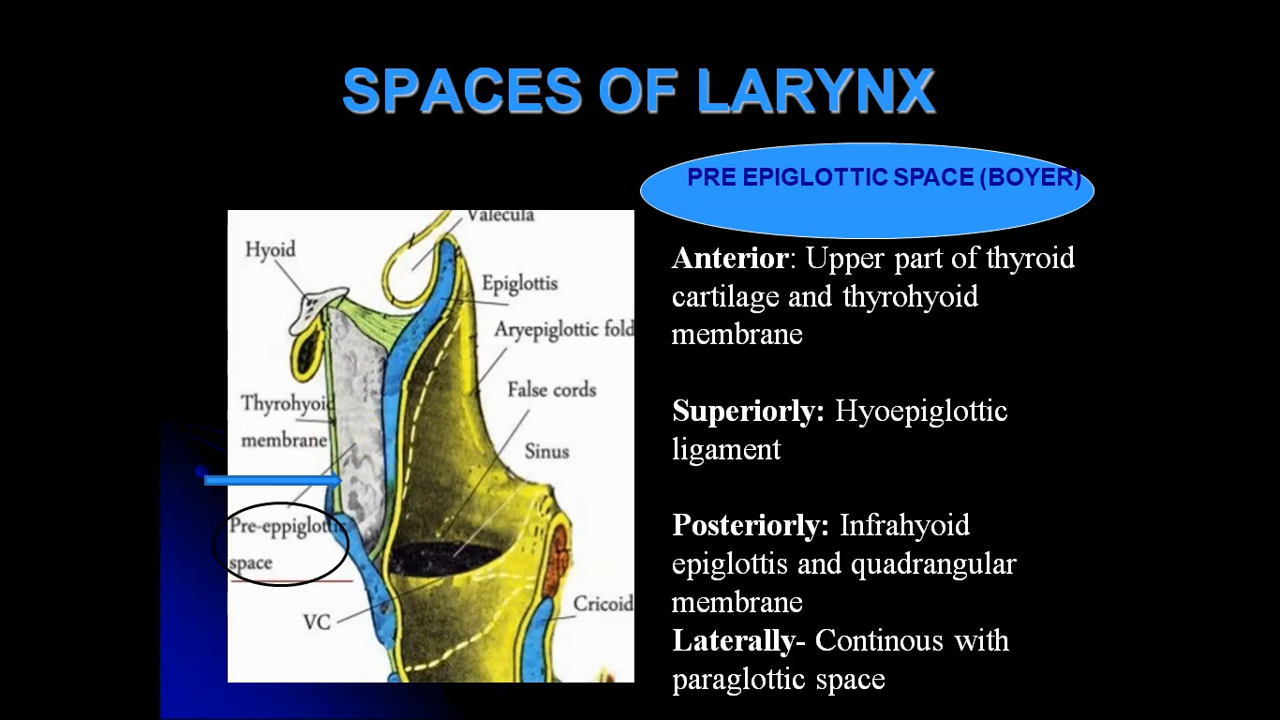 SPACES OF LARYNX
PRE EPIGLOTTIC SPACE (BOYER)
Valecula
Hyoid
Epiglottis
Aryepiglottic fold
False cords
Thyrohyoid
membrane
Sinus
Pre-eppiglottic
space
Cricoid
VC
Anterior: Upper part of thyroid
cartilage and thyrohyoid
membrane
Superiorly: Hyoepiglottic
ligament
Posteriorly: Infrahyoid
epiglottis and quadrangular
membrane
Laterally- Continous with
paraglottic space